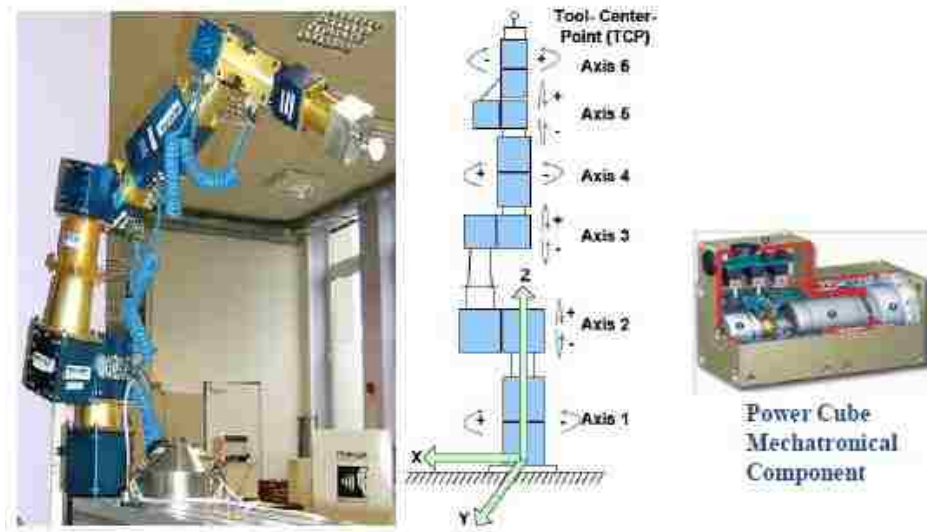 Tool- Center-
Point (TCP)
- +
Axis 6
+
Axis 5
-
+ -
Axis 4
+
Axis 3
-
Z
+
Axis 2
-
+ -
Axis 1
X
Y
Power Cube
Mechatronical
Component